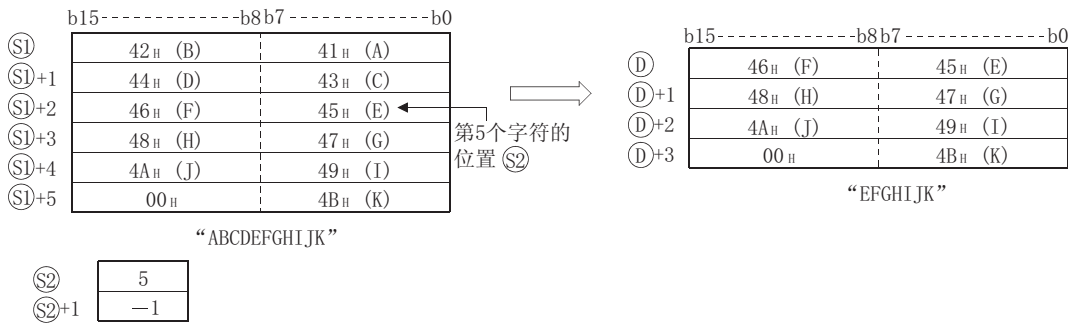 b15------------b8 b7------------b0
Ⓢ1 42H (B) 41H (A)
Ⓢ1+1 44H (D) 43H (C)
Ⓢ1+2 46H (F) 45H (E)
Ⓢ1+3 48H (H) 47H (G)
Ⓢ1+4 4AH (J) 49H (I)
Ⓢ1+5 00H 4BH (K)
“ABCDEFGHIJK”
第5个字符的
位置 Ⓢ2
b15------------b8 b7------------b0
Ⓓ 46H (F) 45H (E)
Ⓓ+1 48H (H) 47H (G)
Ⓓ+2 4AH (J) 49H (I)
Ⓓ+3 00H 4BH (K)
“EFGHIJK”
Ⓢ2 5
Ⓢ2+1 －1